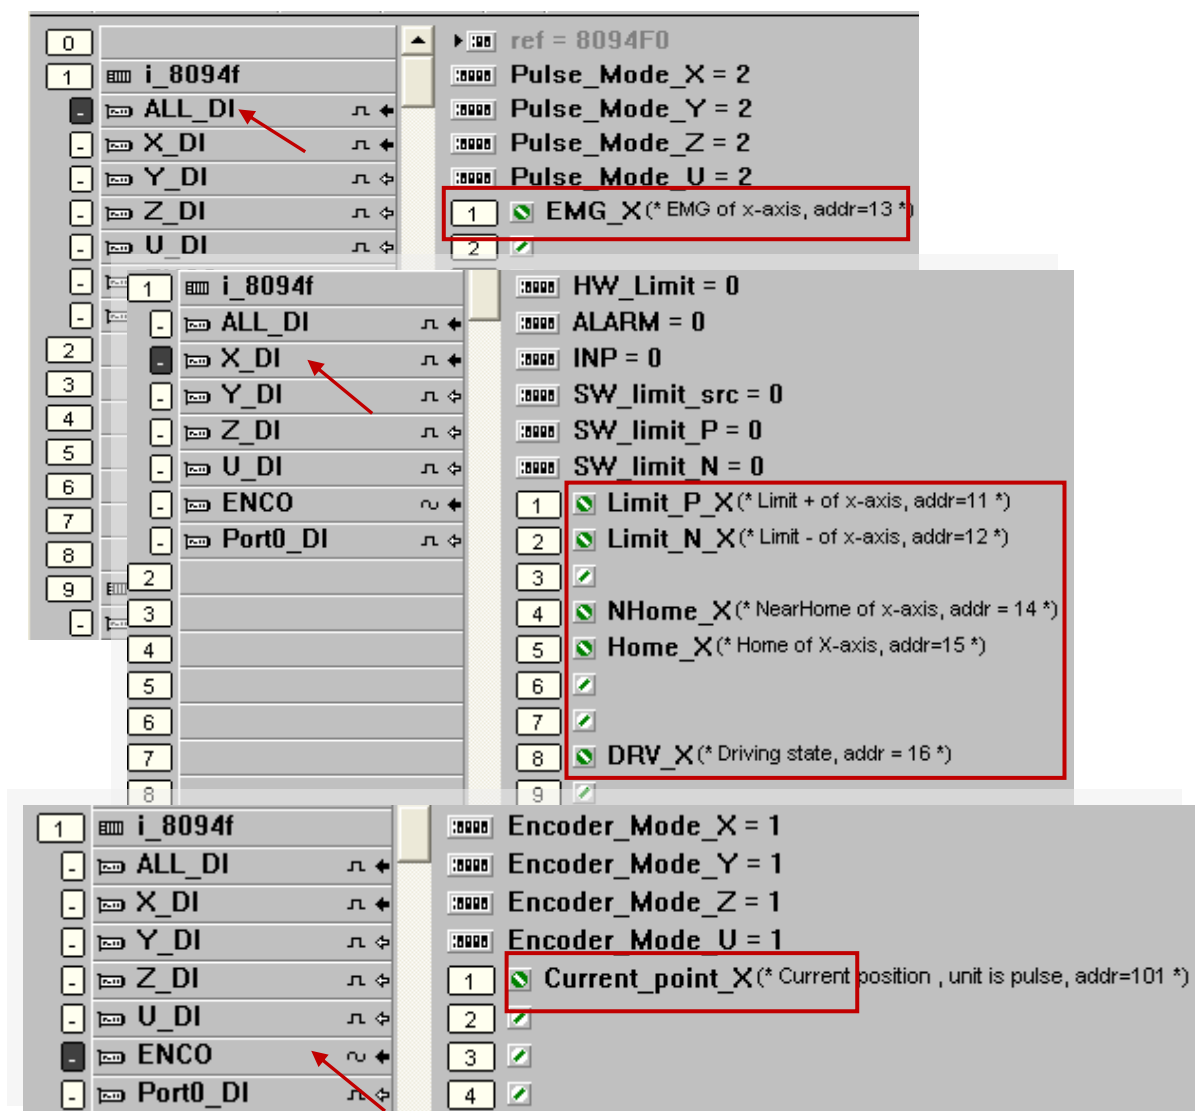 0
ref = 8094F0
1 i_8094f
Pulse_Mode_X = 2
- ALL_DI
Pulse_Mode_Y = 2
- X_DI
Pulse_Mode_Z = 2
- Y_DI
Pulse_Mode_U = 2
- Z_DI
1 EMG_X (* EMG of x-axis, addr=13 *)
- U_DI
2
-
-
2
3
4
5
6
7
8
9
-
1 i_8094f
HW_Limit = 0
- ALL_DI
ALARM = 0
- X_DI
INP = 0
- Y_DI
SW_limit_src = 0
- Z_DI
SW_limit_P = 0
- U_DI
SW_limit_N = 0
- ENCO
1 Limit_P_X (* Limit + of x-axis, addr=11 *)
- Port0_DI
2 Limit_N_X (* Limit - of x-axis, addr=12 *)
2
3
3
4 NHome_X (* NearHome of x-axis, addr = 14 *)
4
5 Home_X (* Home of X-axis, addr=15 *)
5
6
6
7
7
8 DRV_X (* Driving state, addr = 16 *)
8
9
1 i_8094f
Encoder_Mode_X = 1
- ALL_DI
Encoder_Mode_Y = 1
- X_DI
Encoder_Mode_Z = 1
- Y_DI
Encoder_Mode_U = 1
- Z_DI
1 Current_point_X (* Current position , unit is pulse, addr=101 *)
- U_DI
2
- ENCO
3
- Port0_DI
4